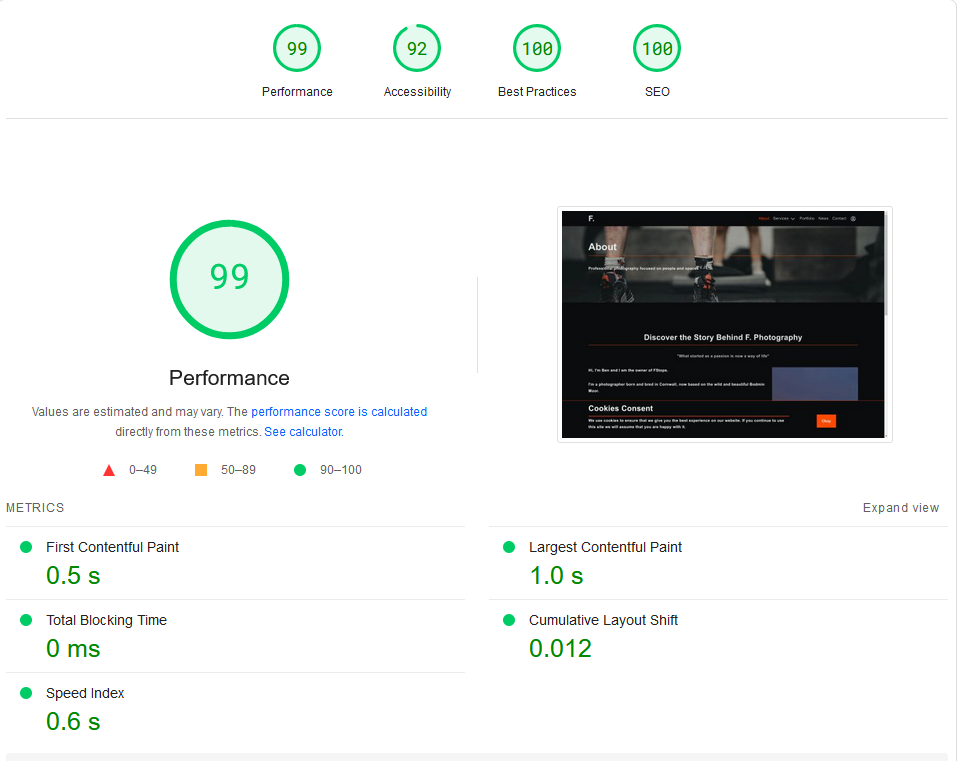 99
92
100
100
Performance
Accessibility
Best Practices
SEO
99
Performance
Values are estimated and may vary. The performance score is calculated
directly from these metrics. See calculator.
0–49
50–89
90–100
F.
About
Services
Portfolio
News
Contact
About
Professional photography focused on people and spaces
Discover the Story Behind F. Photography
"What started as a passion is now a way of life"
Hi, I'm Ben and I am the owner of FStops.
I'm a photographer born and bred in Cornwall, now based on the wild and beautiful Bodmin
Moor.
Cookies Consent
We use cookies to ensure that we give you the best experience on our website. If you continue to use
this site we will assume that you are happy with it.
Okay
METRICS
Expand view
First Contentful Paint
0.5 s
Largest Contentful Paint
1.0 s
Total Blocking Time
0 ms
Cumulative Layout Shift
0.012
Speed Index
0.6 s